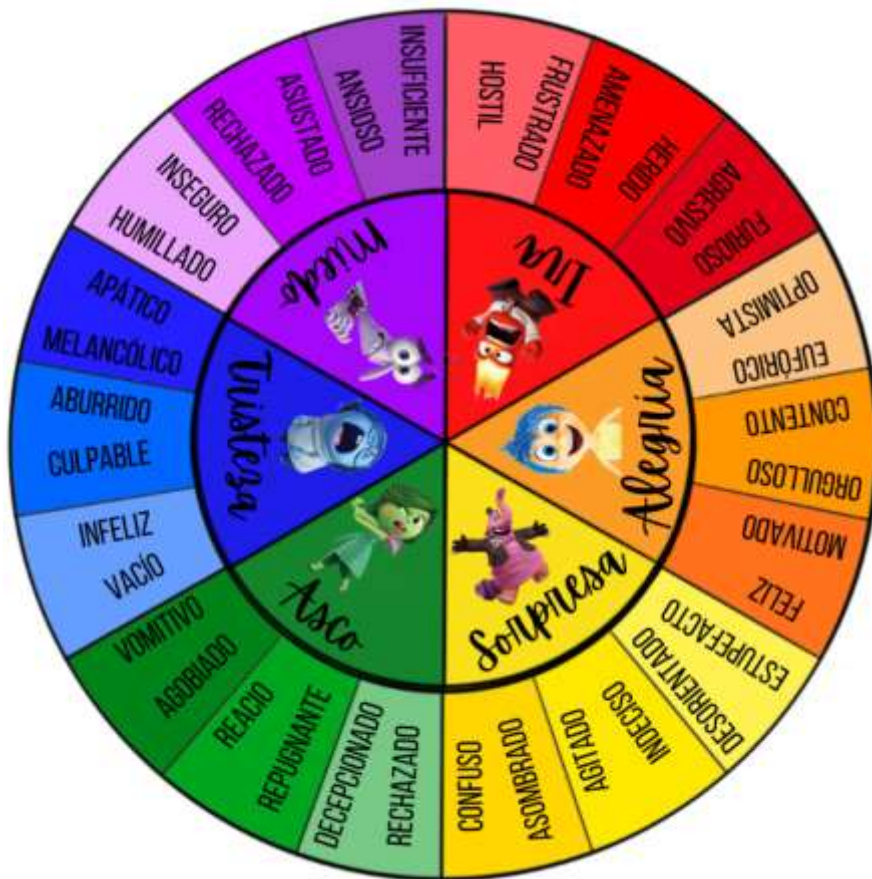 Miedo
INSUFICIENTE
ANSIOSO
ASUSTADO
RECHAZADO
INSEGURO
HUMILLADO
Ira
HOSTIL
FRUSTRADO
AMENAZADO
HERIDO
AGRESIVO
FURIOSO
Alegria
OPTIMISTA
EUFÓRICO
CONTENTO
ORGULLOSO
MOTIVADO
FELIZ
Sorpresa
ESTUPEFACTO
DESORIENTADO
INDECISO
AGITADO
ASOMBRADO
CONFUSO
Asco
RECHAZADO
DECEPCIONADO
REPUGNANTE
REACIO
AGOBIADO
VOMITIVO
Tristeza
VACÍO
INFELIZ
CULPABLE
ABURRIDO
MELANCÓLICO
APÁTICO